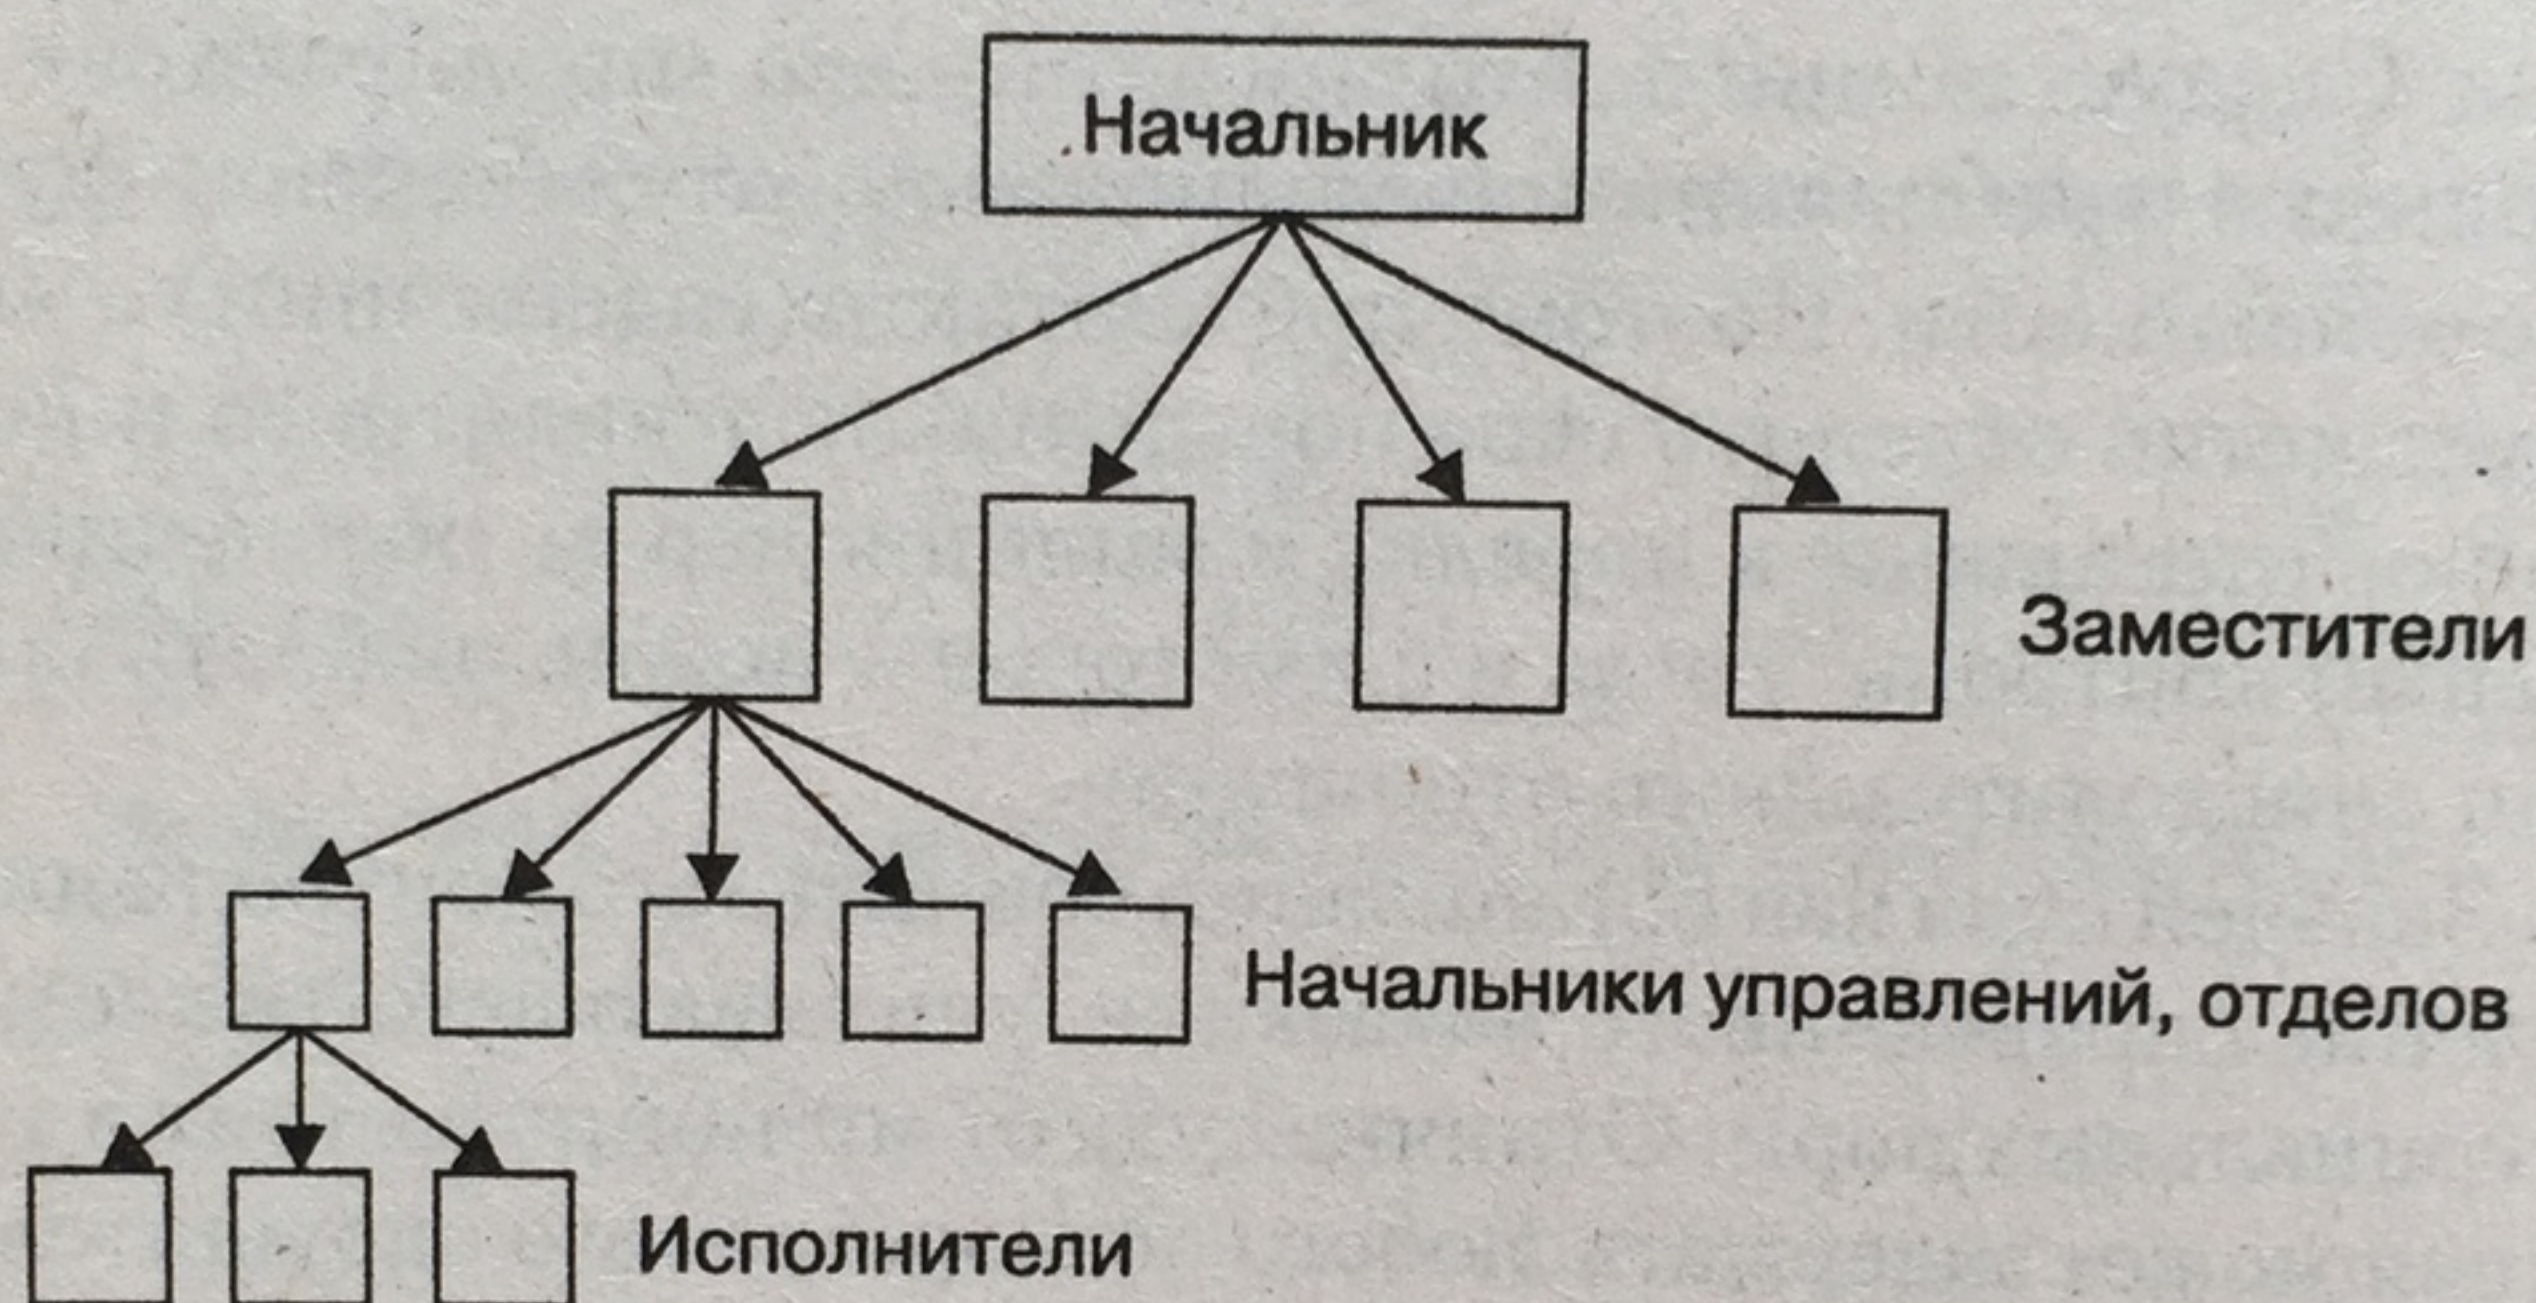 Начальник
Заместители
Начальники управлений, отделов
Исполнители